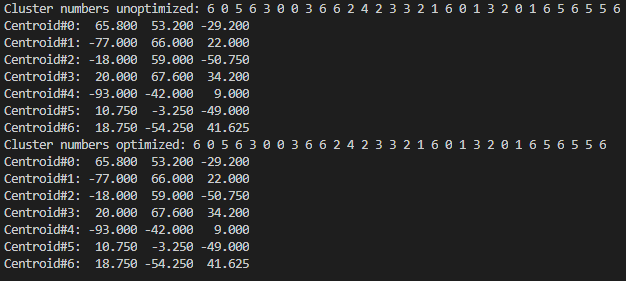 Cluster numbers unoptimized: 6 0 5 6 3 0 0 3 6 6 2 4 2 3 3 2 1 6 0 1 3 2 0 1 6 5 6 5 5 6
Centroid#0:  65.800  53.200 -29.200
Centroid#1: -77.000  66.000  22.000
Centroid#2: -18.000  59.000 -50.750
Centroid#3:  20.000  67.600  34.200
Centroid#4: -93.000 -42.000   9.000
Centroid#5:  10.750  -3.250 -49.000
Centroid#6:  18.750 -54.250  41.625
Cluster numbers optimized: 6 0 5 6 3 0 0 3 6 6 2 4 2 3 3 2 1 6 0 1 3 2 0 1 6 5 6 5 5 6
Centroid#0:  65.800  53.200 -29.200
Centroid#1: -77.000  66.000  22.000
Centroid#2: -18.000  59.000 -50.750
Centroid#3:  20.000  67.600  34.200
Centroid#4: -93.000 -42.000   9.000
Centroid#5:  10.750  -3.250 -49.000
Centroid#6:  18.750 -54.250  41.625